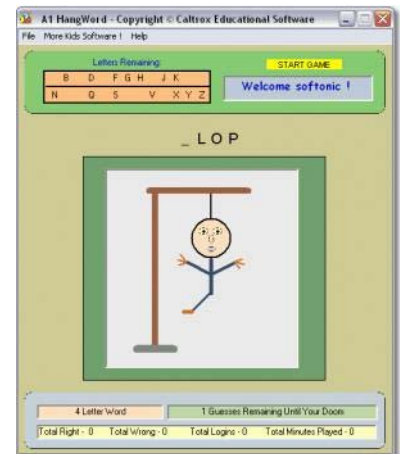 A1 HangWord - Copyright © Caltrox Educational Software
File More Kids Software ! Help
Letters Remaining:
START GAME
B D F G H J K
N Q S V X Y Z
Welcome softonic !
_ L O P
4 Letter Word
1 Guesses Remaining Until Your Doom
Total Right - 0 Total Wrong - 0 Total Logins - 0 Total Minutes Played - 0